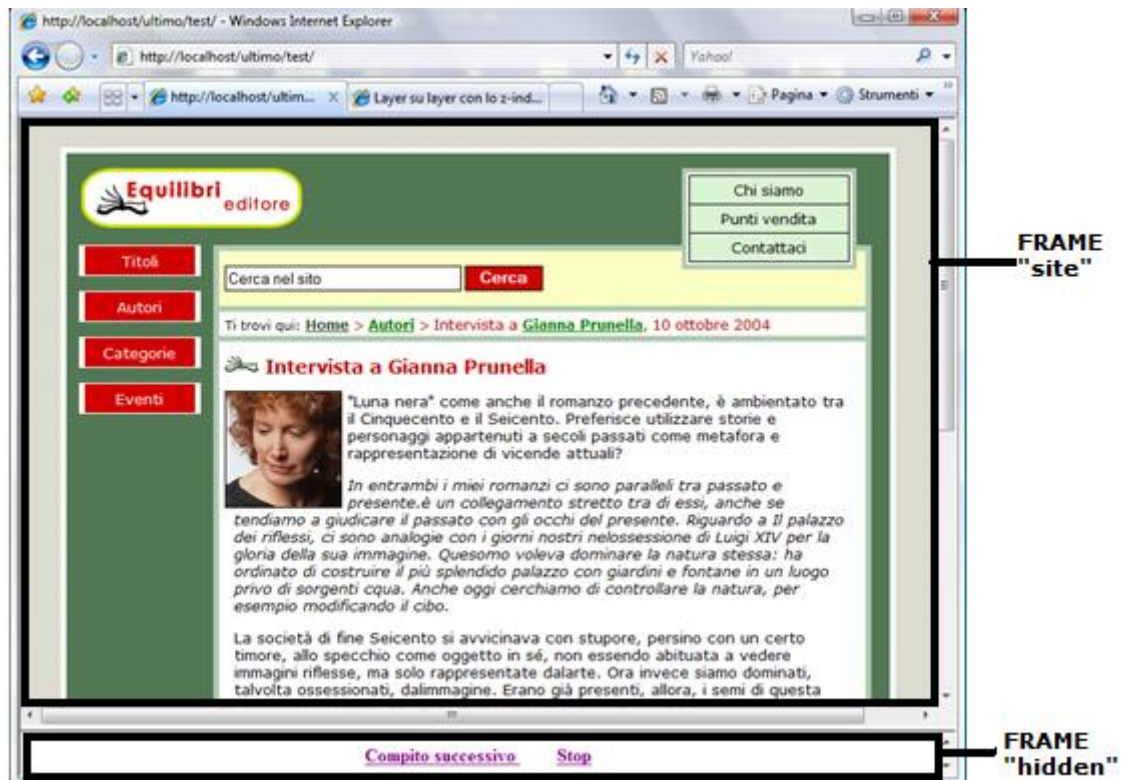 http://localhost/ultimo/test/ - Windows Internet Explorer
http://localhost/ultimo/test/
Yahoo!
http://localhost/ultim...
Layer su layer con lo z-ind...
Pagina
Strumenti
Equilibri
editore
Chi siamo
Punti vendita
Contattaci
FRAME
"site"
Titoli
Autori
Categorie
Eventi
Cerca nel sito
Cerca
Ti trovi qui: Home > Autori > Intervista a Gianna Prunella, 10 ottobre 2004
Intervista a Gianna Prunella
"Luna nera" come anche il romanzo precedente, è ambientato tra
il Cinquecento e il Seicento. Preferisce utilizzare storie e
personaggi appartenuti a secoli passati come metafora e
rappresentazione di vicende attuali?
In entrambi i miei romanzi ci sono paralleli tra passato e
presente.è un collegamento stretto tra di essi, anche se
tendiamo a giudicare il passato con gli occhi del presente. Riguardo a Il palazzo
dei riflessi, ci sono analogie con i giorni nostri nelossessione di Luigi XIV per la
gloria della sua immagine. Quesomo voleva dominare la natura stessa: ha
ordinato di costruire il più splendido palazzo con giardini e fontane in un luogo
privo di sorgenti cqua. Anche oggi cerchiamo di controllare la natura, per
esempio modificando il cibo.
La società di fine Seicento si avvicinava con stupore, persino con un certo
timore, allo specchio come oggetto in sé, non essendo abituata a vedere
immagini riflesse, ma solo rappresentate dalarte. Ora invece siamo dominati,
talvolta ossessionati, dalimmagine. Erano già presenti, allora, i semi di questa
Compito successivo
Stop
FRAME
"hidden"